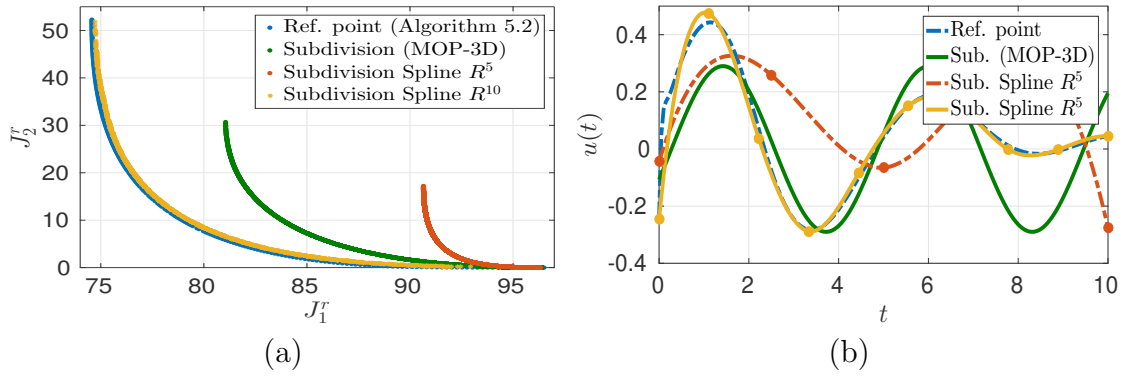 Ref. point (Algorithm 5.2)
Subdivision (MOP-3D)
Subdivision Spline R^5
Subdivision Spline R^10
50
40
30
20
10
0
J_2^r
75
80
85
90
95
J_1^r
(a)
Ref. point
Sub. (MOP-3D)
Sub. Spline R^5
Sub. Spline R^5
0.4
0.2
0
-0.2
-0.4
u(t)
0
2
4
6
8
10
t
(b)